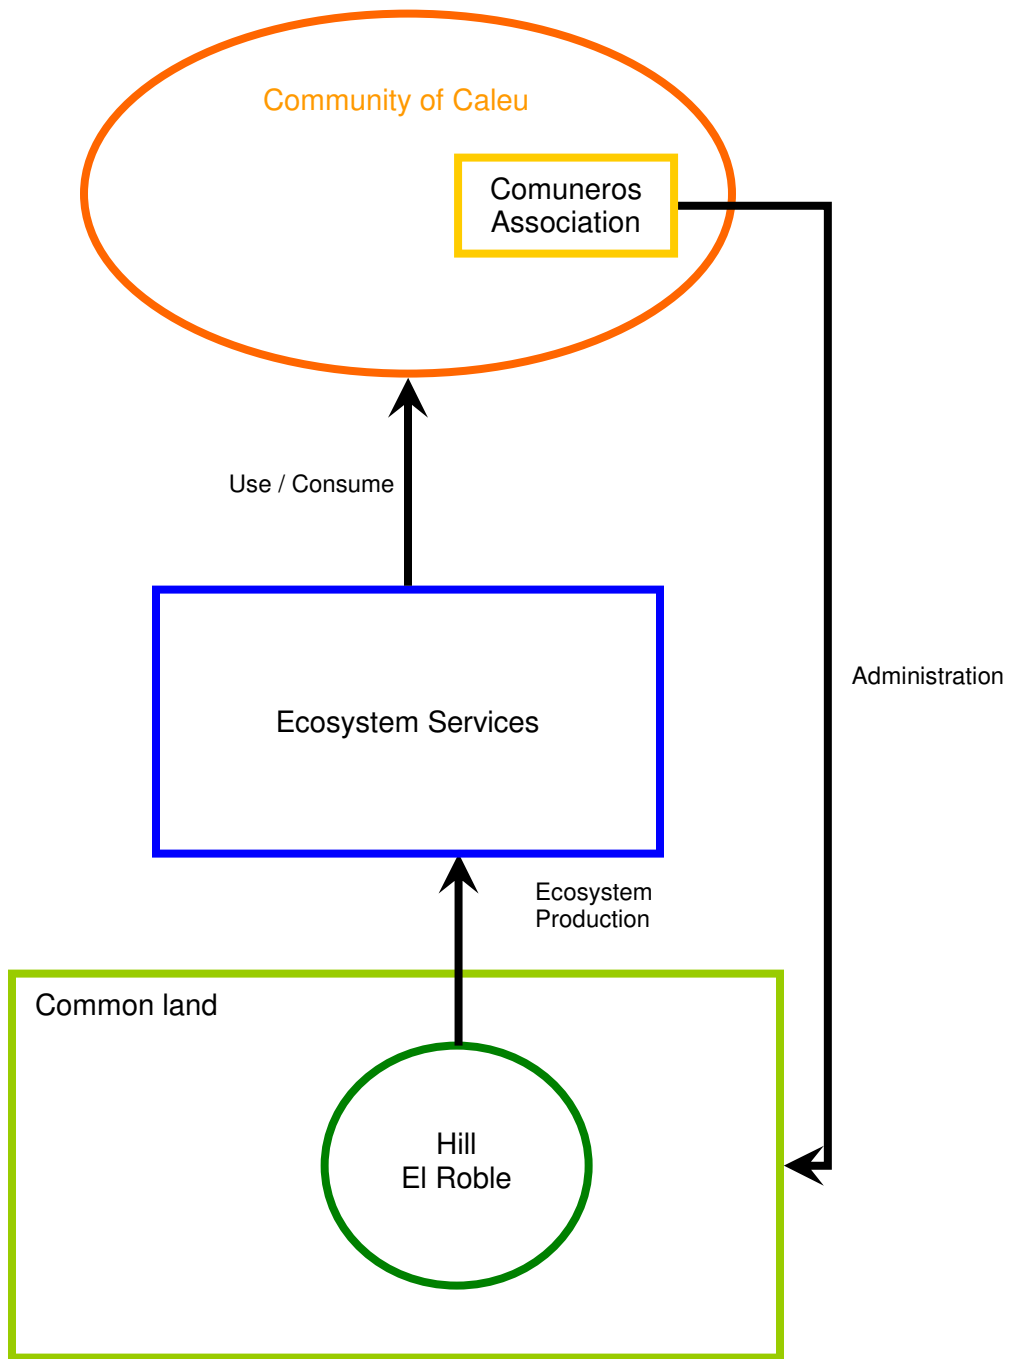 Community of Caleu
Comuneros
Association
Use / Consume
Administration
Ecosystem Services
Ecosystem
Production
Common land
Hill
El Roble